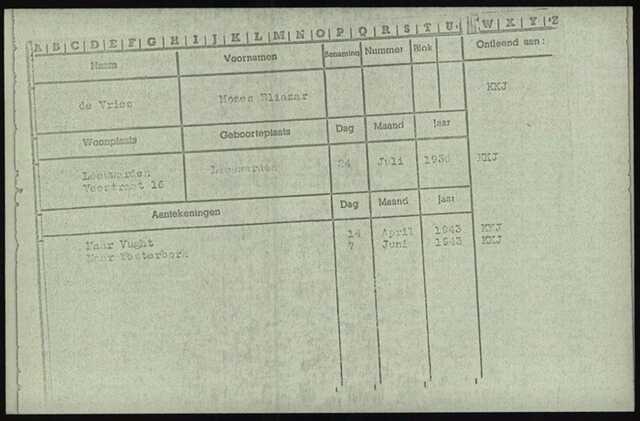 A B C D E F G H I J K L M N O P Q R S T U W X Y Z
Naam Voornamen Benaming Nummer Blok Ontleend aan:
de Vries Mozes Eliazar KKJ
Woonplaats Geboorteplaats Dag Maand Jaar
Leeuwarden Leeuwarden 24 Juli KKJ
Voorstraat 16
Aantekeningen Dag Maand Jaar
Naar Vught 14 April 1943 KKJ
Naar Westerbork 7 Juni 1943 KKJ